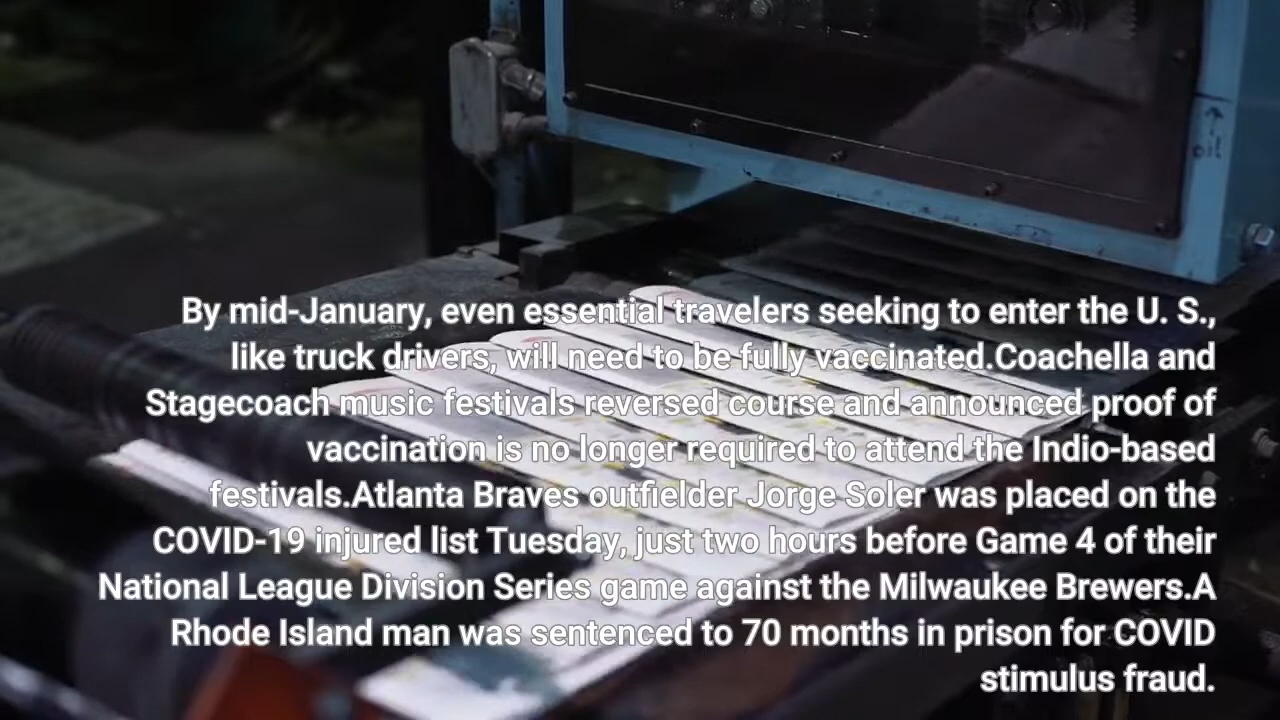 By mid-January, even essential travelers seeking to enter the U. S.,
like truck drivers, will need to be fully vaccinated.Coachella and
Stagecoach music festivals reversed course and announced proof of
vaccination is no longer required to attend the Indio-based
festivals.Atlanta Braves outfielder Jorge Soler was placed on the
COVID-19 injured list Tuesday, just two hours before Game 4 of their
National League Division Series game against the Milwaukee Brewers.A
Rhode Island man was sentenced to 70 months in prison for COVID
stimulus fraud.